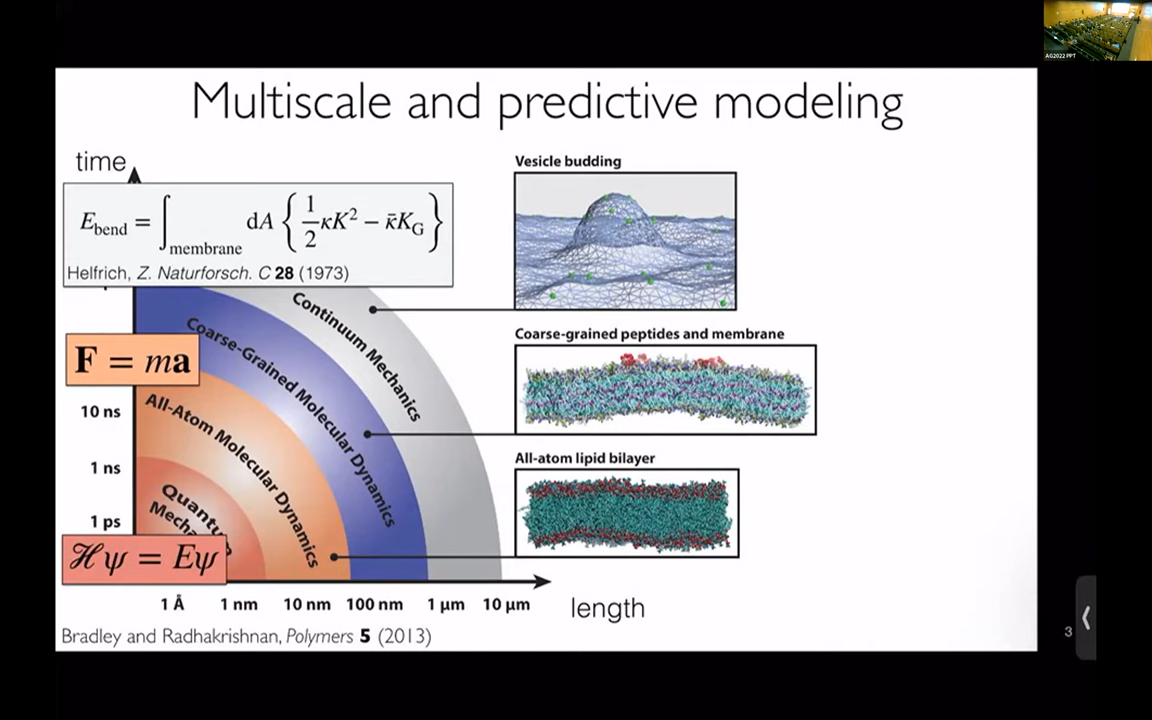 AG2022 PPT
Multiscale and predictive modeling
time
E_bend = ∫_membrane dA { 1/2 κK² − κ̄K_G }
Helfrich, Z. Naturforsch. C 28 (1973)
F = ma
10 ns
1 ns
1 ps
ℋψ = Eψ
Continuum Mechanics
Coarse-Grained Molecular Dynamics
All-Atom Molecular Dynamics
Vesicle budding
Coarse-grained peptides and membrane
All-atom lipid bilayer
1 Å 1 nm 10 nm 100 nm 1 μm 10 μm
length
Bradley and Radhakrishnan, Polymers 5 (2013)
3